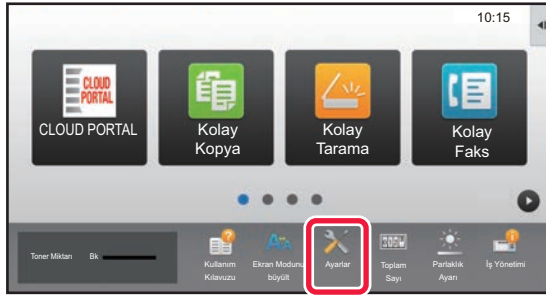 10:15
CLOUD
PORTAL
CLOUD PORTAL
Kolay
Kopya
Kolay
Tarama
Kolay
Faks
Toner Miktarı Bk
Kullanım
Kılavuzu
Ekran Modunu
büyült
Ayarlar
Toplam
Sayı
Parlaklık
Ayarı
İş Yönetimi